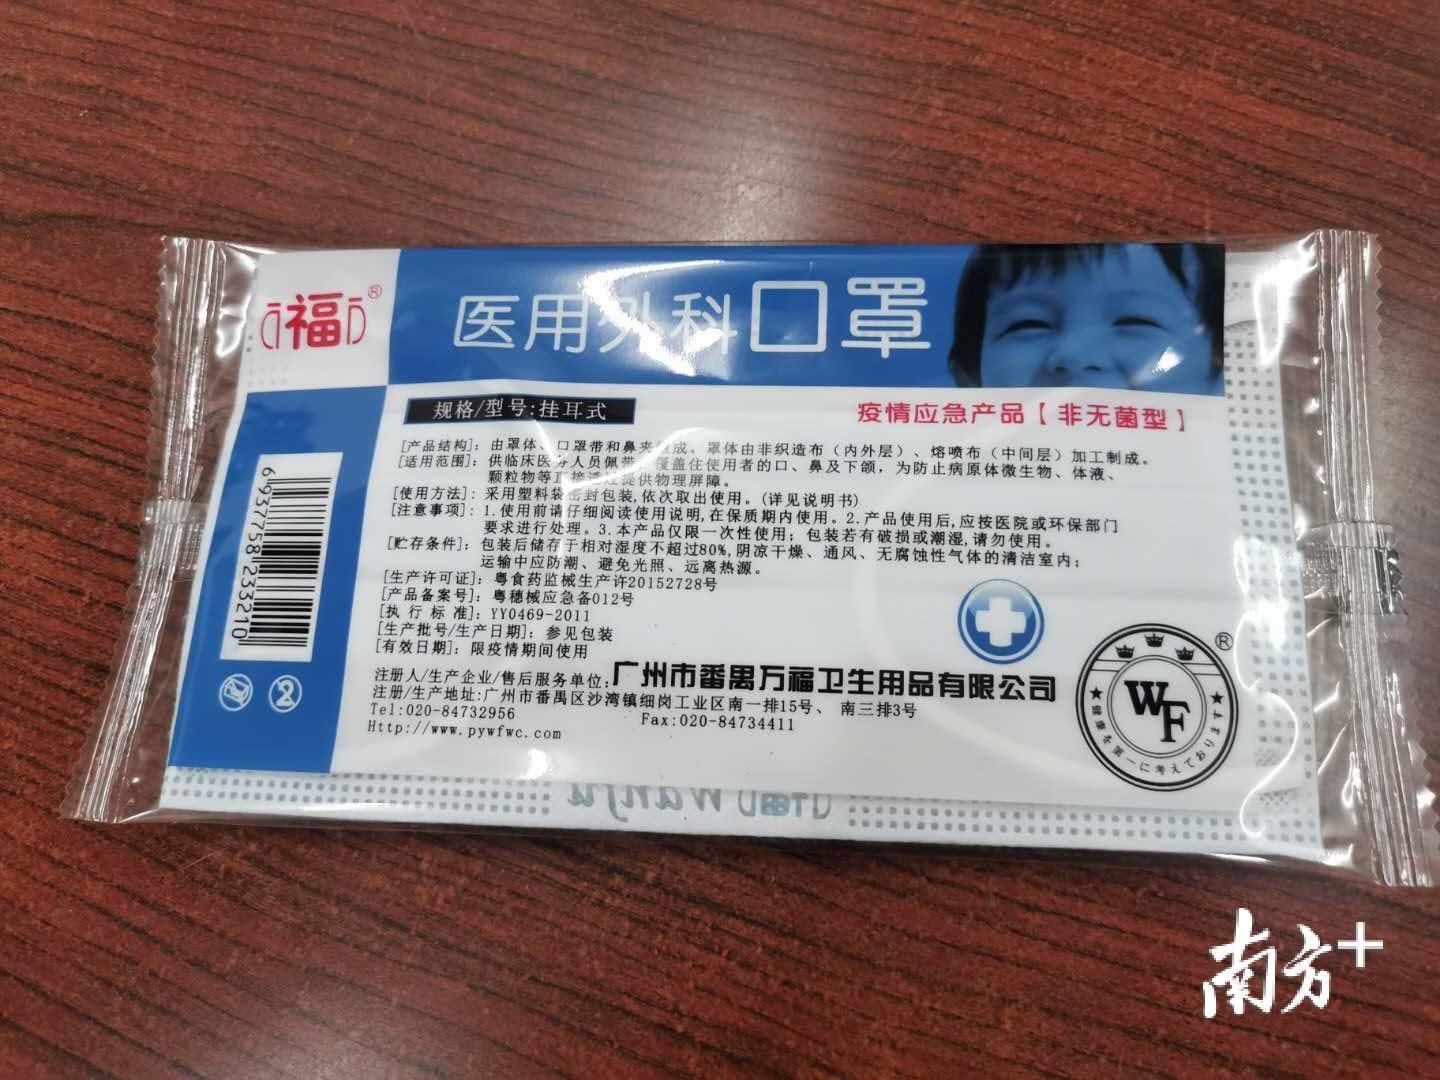 福®
医用外科口罩
规格/型号:挂耳式
疫情应急产品【非无菌型】
[产品结构]: 由罩体、口罩带和鼻夹组成。罩体由非织造布（内外层）、熔喷布（中间层）加工制成。
[适用范围]: 供临床医务人员佩带，覆盖住使用者的口、鼻及下颌，为防止病原体微生物、体液、
颗粒物等直接透过提供物理屏障。
[使用方法]: 采用塑料袋密封包装,依次取出使用。(详见说明书)
[注意事项]: 1.使用前请仔细阅读使用说明,在保质期内使用。2.产品使用后,应按医院或环保部门
要求进行处理。3.本产品仅限一次性使用；包装若有破损或潮湿,请勿使用。
[贮存条件]: 包装后储存于相对湿度不超过80%,阴凉干燥、通风、无腐蚀性气体的清洁室内;
运输中应防潮、避免光照、远离热源。
[生产许可证]: 粤食药监械生产许20152728号
[产品备案号]: 粤穗械应急备012号
[执行标准]: YY0469-2011
[生产批号/生产日期]: 参见包装
[有效日期]: 限疫情期间使用
注册人/生产企业/售后服务单位:广州市番禺万福卫生用品有限公司
注册/生产地址:广州市番禺区沙湾镇细岗工业区南一排15号、南三排3号
Tel:020-84732956 Fax:020-84734411
Http://www.pywfwc.com
6937758233210
2
WF
®
★健康を第一に考えております★
wanfu
南方+